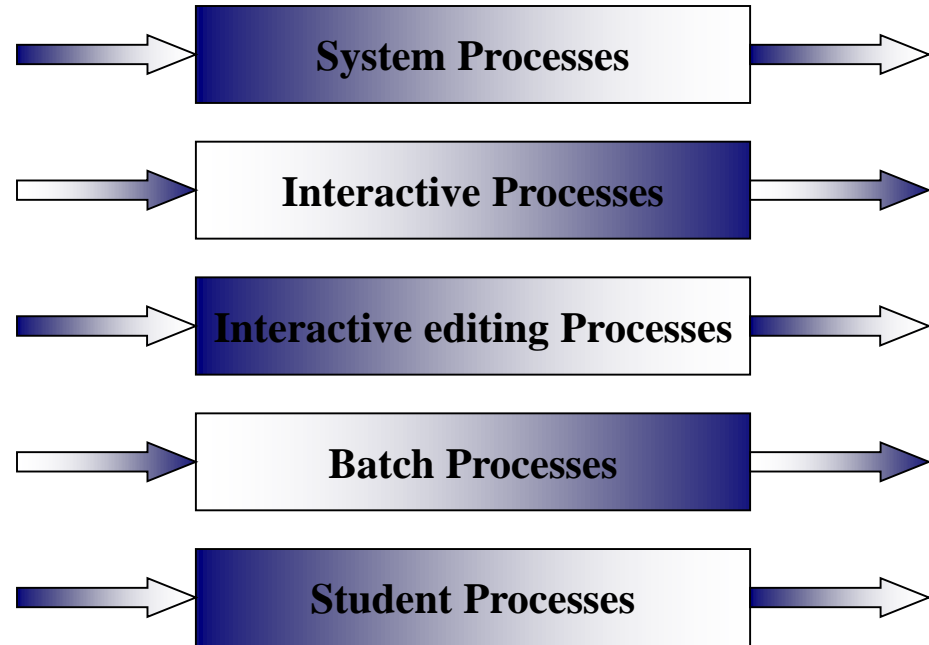 System Processes
Interactive Processes
Interactive editing Processes
Batch Processes
Student Processes